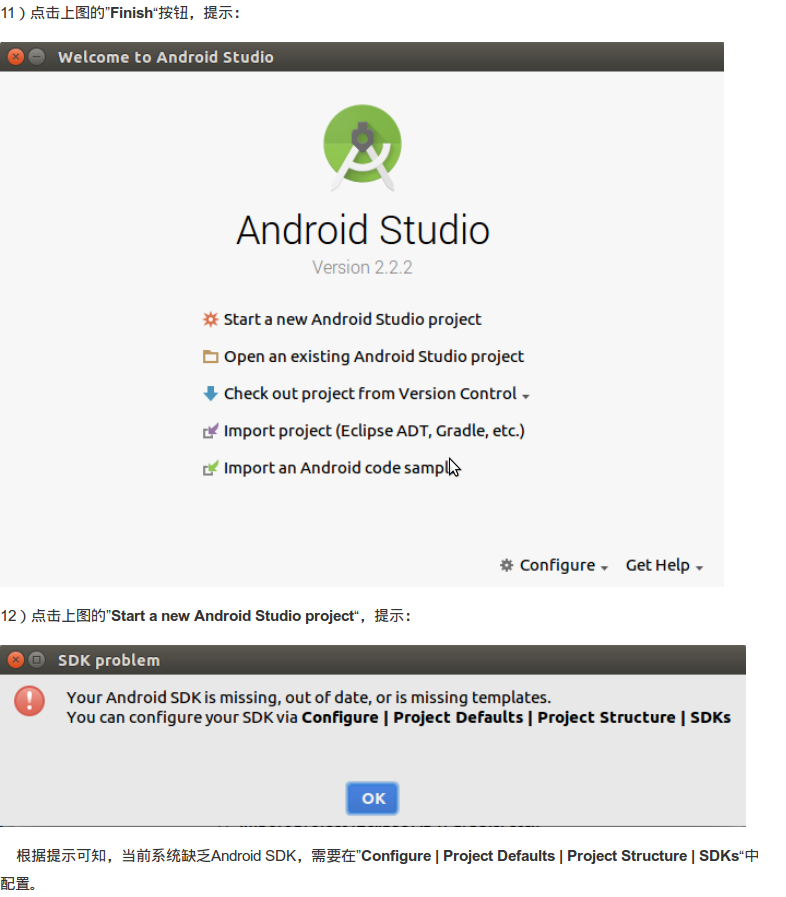 11）点击上图的”Finish“按钮，提示：
Welcome to Android Studio
Android Studio
Version 2.2.2
Start a new Android Studio project
Open an existing Android Studio project
Check out project from Version Control
Import project (Eclipse ADT, Gradle, etc.)
Import an Android code sample
Configure Get Help
12）点击上图的”Start a new Android Studio project“，提示：
SDK problem
Your Android SDK is missing, out of date, or is missing templates.
You can configure your SDK via Configure | Project Defaults | Project Structure | SDKs
OK
根据提示可知，当前系统缺乏Android SDK，需要在”Configure | Project Defaults | Project Structure | SDKs“中
配置。